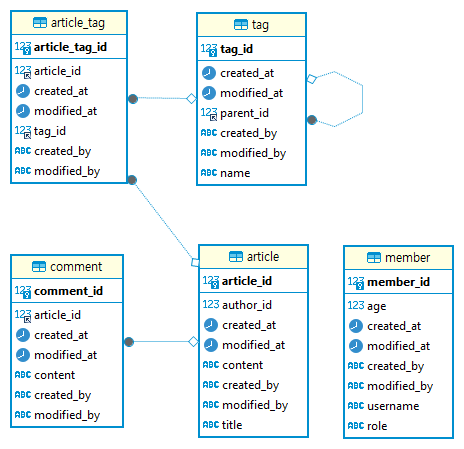 article_tag
123 article_tag_id
123 article_id
created_at
modified_at
123 tag_id
ABC created_by
ABC modified_by
tag
123 tag_id
created_at
modified_at
123 parent_id
ABC created_by
ABC modified_by
ABC name
comment
123 comment_id
123 article_id
created_at
modified_at
ABC content
ABC created_by
ABC modified_by
article
123 article_id
123 author_id
created_at
modified_at
ABC content
ABC created_by
ABC modified_by
ABC title
member
123 member_id
123 age
created_at
modified_at
ABC created_by
ABC modified_by
ABC username
ABC role